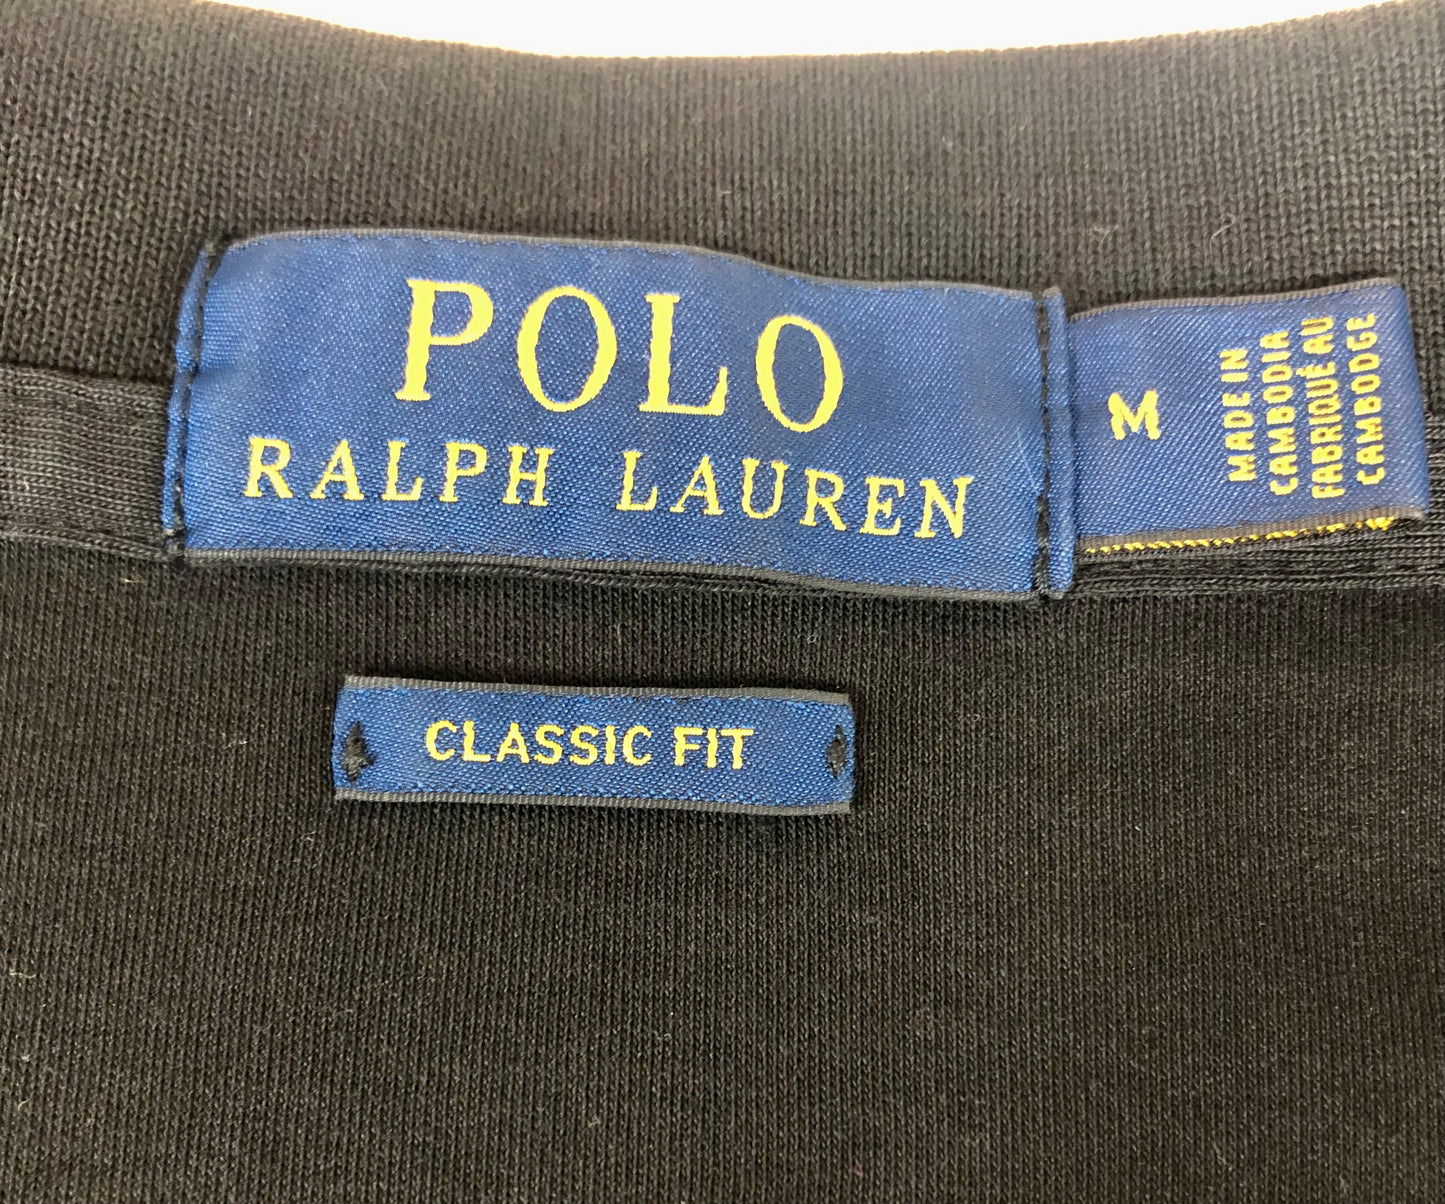 POLO
RALPH LAUREN
M
MADE IN
CAMBODIA
FABRIQUÉ AU
CAMBODGE
CLASSIC FIT